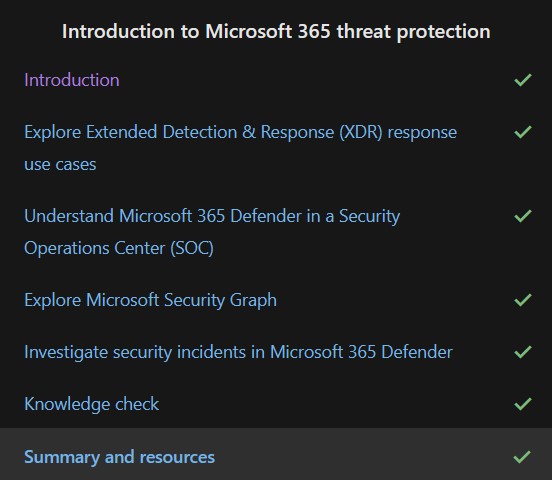 Introduction to Microsoft 365 threat protection
Introduction
Explore Extended Detection & Response (XDR) response
use cases
Understand Microsoft 365 Defender in a Security
Operations Center (SOC)
Explore Microsoft Security Graph
Investigate security incidents in Microsoft 365 Defender
Knowledge check
Summary and resources